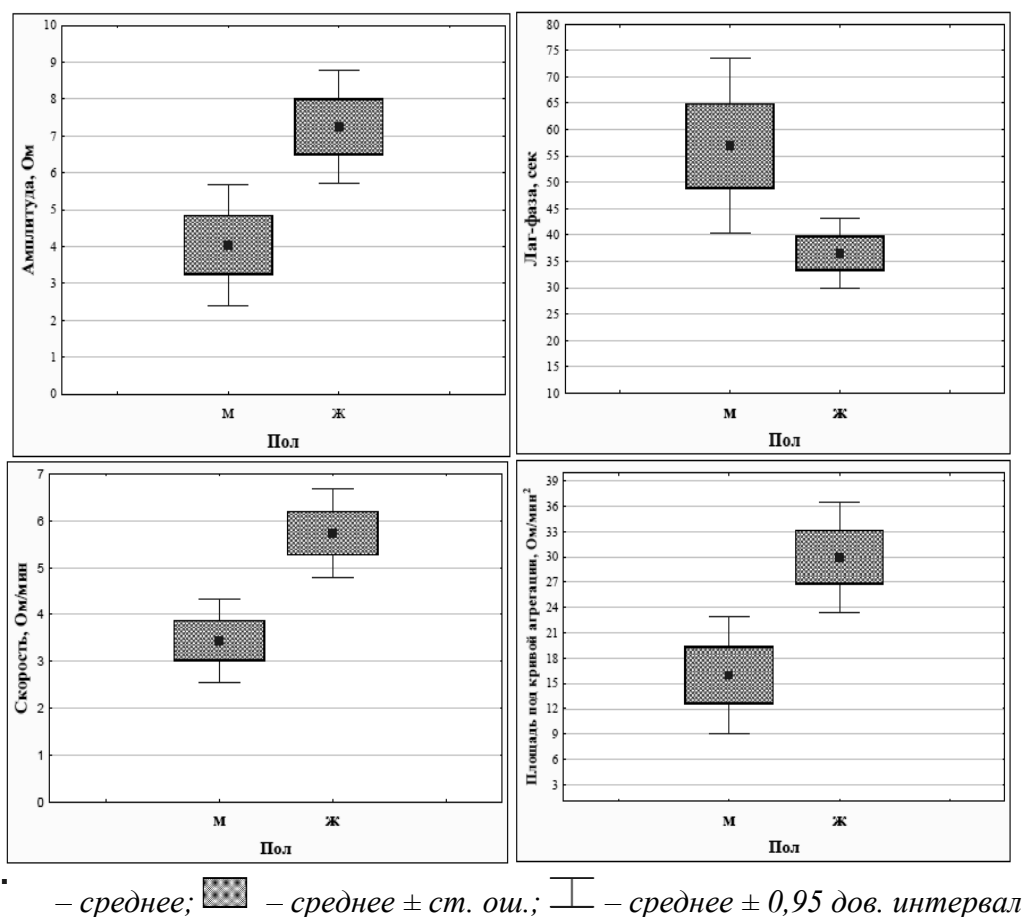 10
9
8
7
6
5
4
3
2
1
0
Амплитуда, Ом
М
Ж
Пол
80
75
70
65
60
55
50
45
40
35
30
25
20
15
10
Лаг-фаза, сек
М
Ж
Пол
7
6
5
4
3
2
1
0
Скорость, Ом/мин
М
Ж
Пол
39
36
33
30
27
24
21
18
15
12
9
6
3
Площадь под кривой агрегации, Ом/мин²
М
Ж
Пол
– среднее; – среднее ± ст. ош.; – среднее ± 0,95 дов. интервал